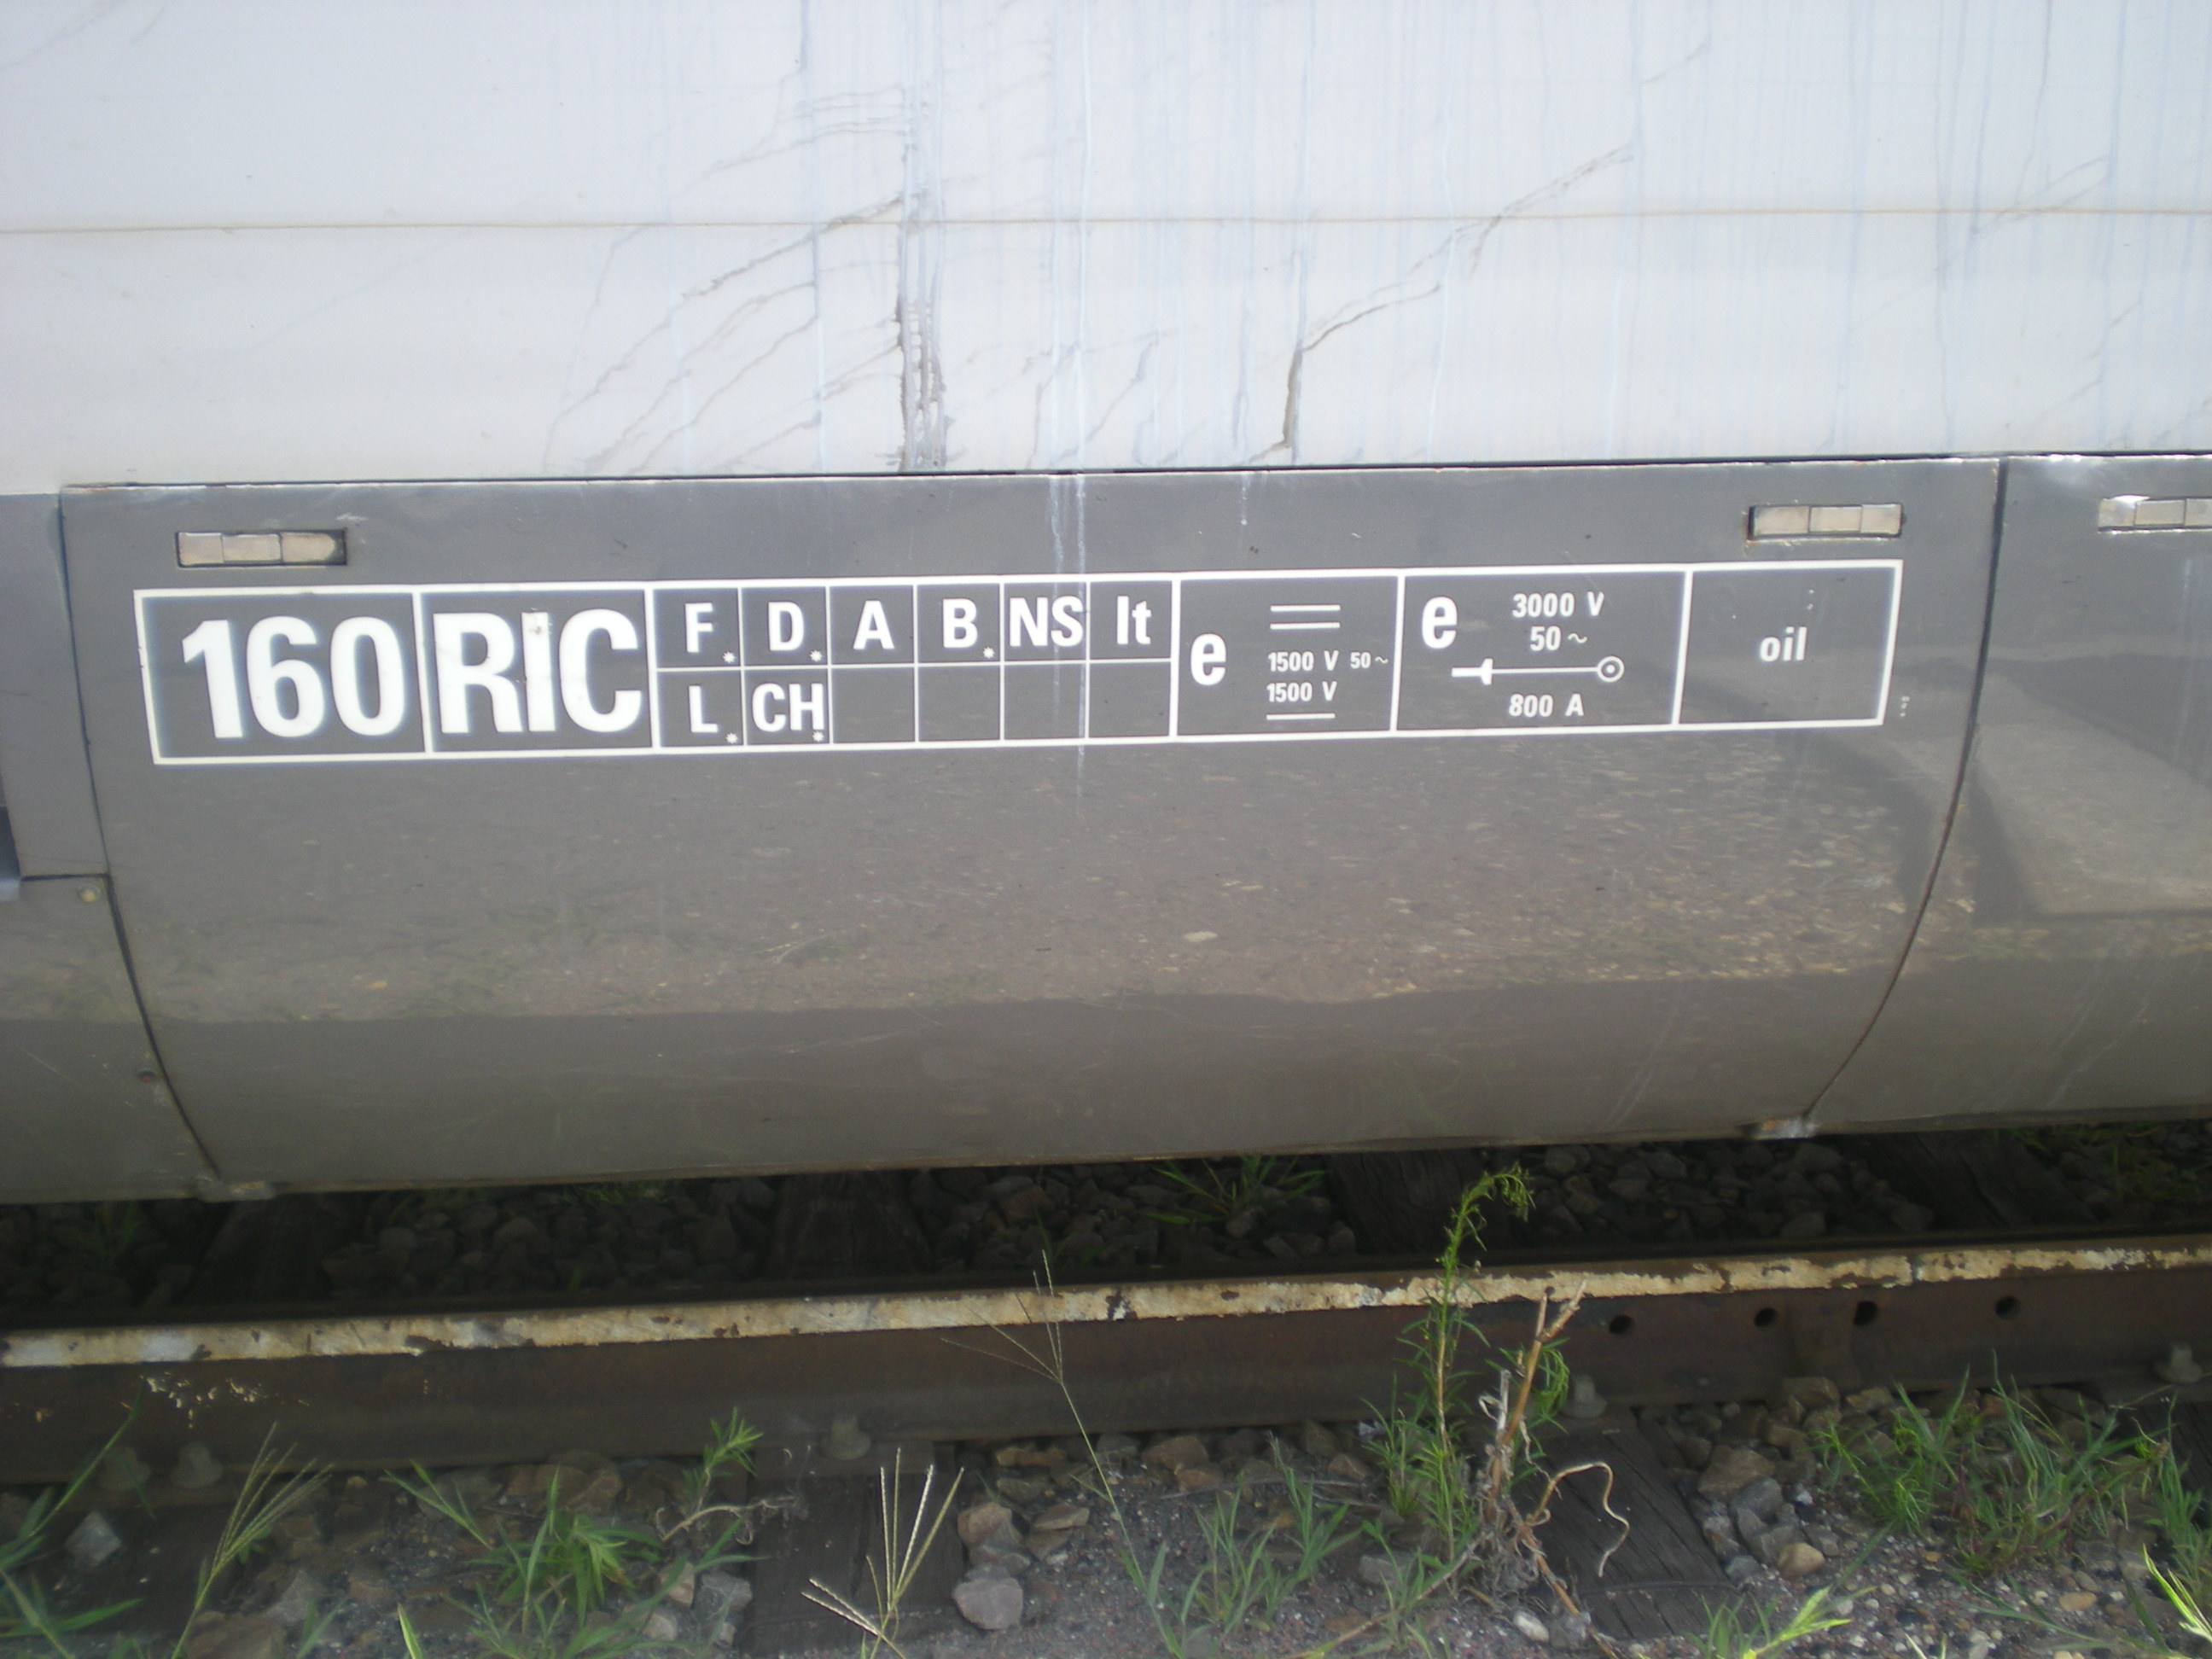 160 RIC F* D* A B* NS It
L* CH*
e 1500 V 50~
1500 V
e 3000 V
50~
800 A
oil